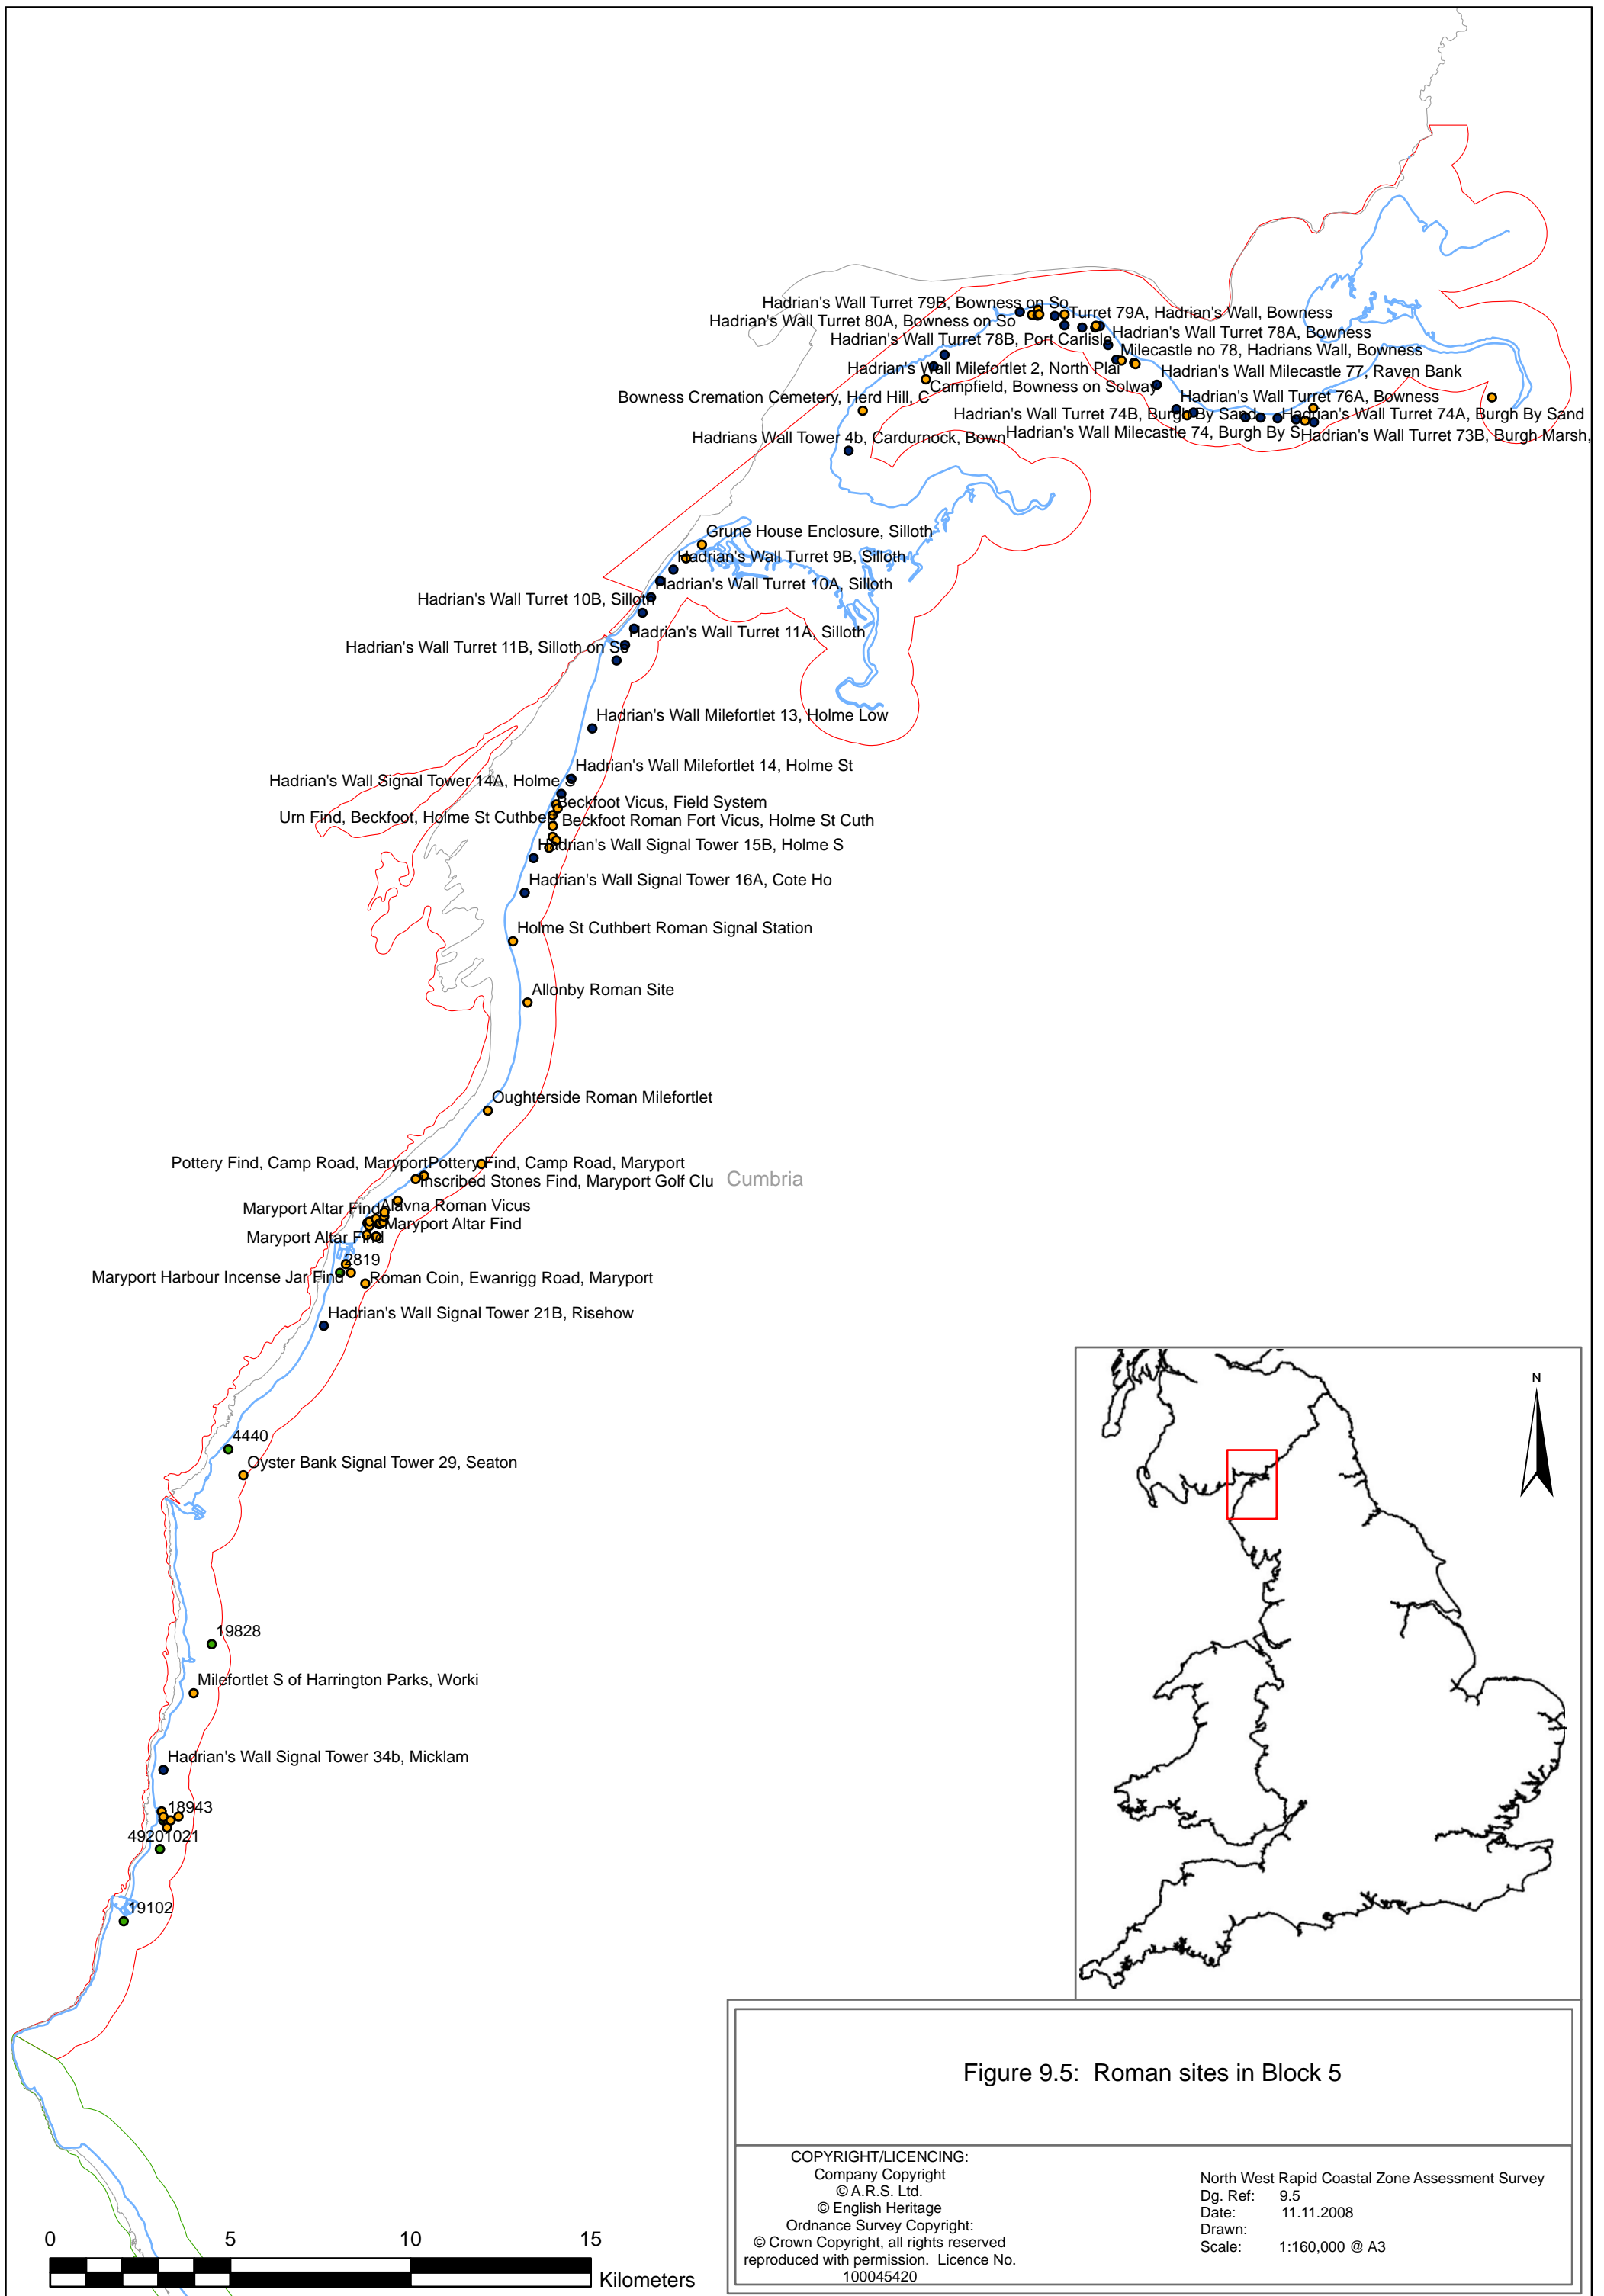 Hadrian's Wall Turret 79B, Bowness on So
Turret 79A, Hadrian's Wall, Bowness
Hadrian's Wall Turret 80A, Bowness on So
Hadrian's Wall Turret 78A, Bowness
Hadrian's Wall Turret 78B, Port Carlisle
Milecastle no 78, Hadrians Wall, Bowness
Hadrian's Wall Milefortlet 2, North Plai
Hadrian's Wall Milecastle 77, Raven Bank
Campfield, Bowness on Solway
Bowness Cremation Cemetery, Herd Hill, C
Hadrian's Wall Turret 76A, Bowness
Hadrian's Wall Turret 74B, Burgh By Sand
Hadrian's Wall Turret 74A, Burgh By Sand
Hadrians Wall Tower 4b, Cardurnock, Bown
Hadrian's Wall Milecastle 74, Burgh By S
Hadrian's Wall Turret 73B, Burgh Marsh,
Grune House Enclosure, Silloth
Hadrian's Wall Turret 9B, Silloth
Hadrian's Wall Turret 10A, Silloth
Hadrian's Wall Turret 10B, Silloth
Hadrian's Wall Turret 11A, Silloth
Hadrian's Wall Turret 11B, Silloth on So
Hadrian's Wall Milefortlet 13, Holme Low
Hadrian's Wall Milefortlet 14, Holme St
Hadrian's Wall Signal Tower 14A, Holme S
Beckfoot Vicus, Field System
Urn Find, Beckfoot, Holme St Cuthber
Beckfoot Roman Fort Vicus, Holme St Cuth
Hadrian's Wall Signal Tower 15B, Holme S
Hadrian's Wall Signal Tower 16A, Cote Ho
Holme St Cuthbert Roman Signal Station
Allonby Roman Site
Oughterside Roman Milefortlet
Pottery Find, Camp Road, Maryport
Pottery Find, Camp Road, Maryport
Inscribed Stones Find, Maryport Golf Clu
Cumbria
Maryport Altar Find
Alavna Roman Vicus
Maryport Altar Find
Maryport Altar Find
2819
Maryport Harbour Incense Jar Find
Roman Coin, Ewanrigg Road, Maryport
Hadrian's Wall Signal Tower 21B, Risehow
4440
Oyster Bank Signal Tower 29, Seaton
19828
Milefortlet S of Harrington Parks, Worki
Hadrian's Wall Signal Tower 34b, Micklam
18943
49201021
19102
N
Figure 9.5: Roman sites in Block 5
COPYRIGHT/LICENCING:
Company Copyright
© A.R.S. Ltd.
© English Heritage
Ordnance Survey Copyright:
© Crown Copyright, all rights reserved
reproduced with permission. Licence No.
100045420
North West Rapid Coastal Zone Assessment Survey
Dg. Ref: 9.5
Date: 11.11.2008
Drawn:
Scale: 1:160,000 @ A3
0 5 10 15
Kilometers